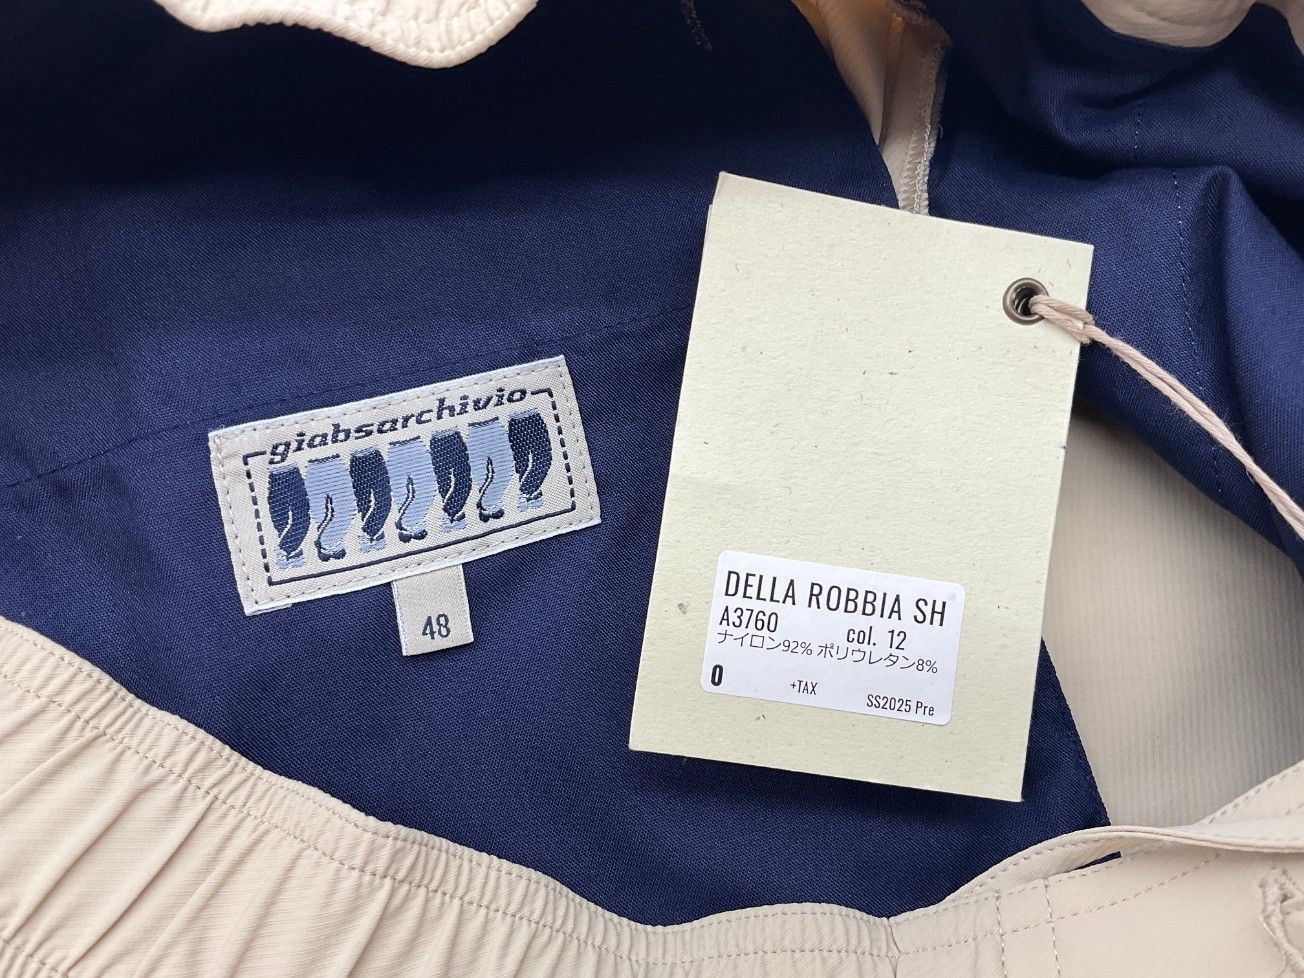 giabsarchivio
48
DELLA ROBBIA SH
A3760 col. 12
ナイロン92% ポリウレタン8%
0 +TAX SS2025 Pre